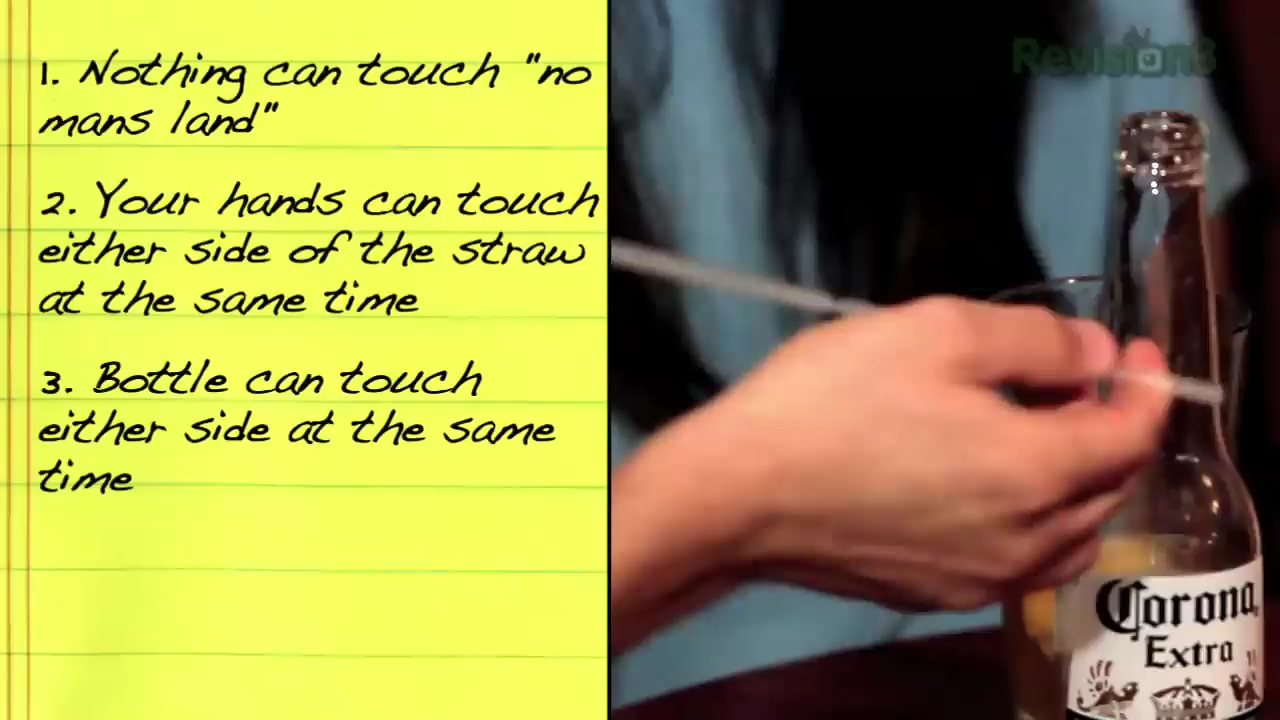 1. Nothing can touch "no
mans land"
2. Your hands can touch
either side of the straw
at the same time
3. Bottle can touch
either side at the same
time
Revision3
Corona
Extra